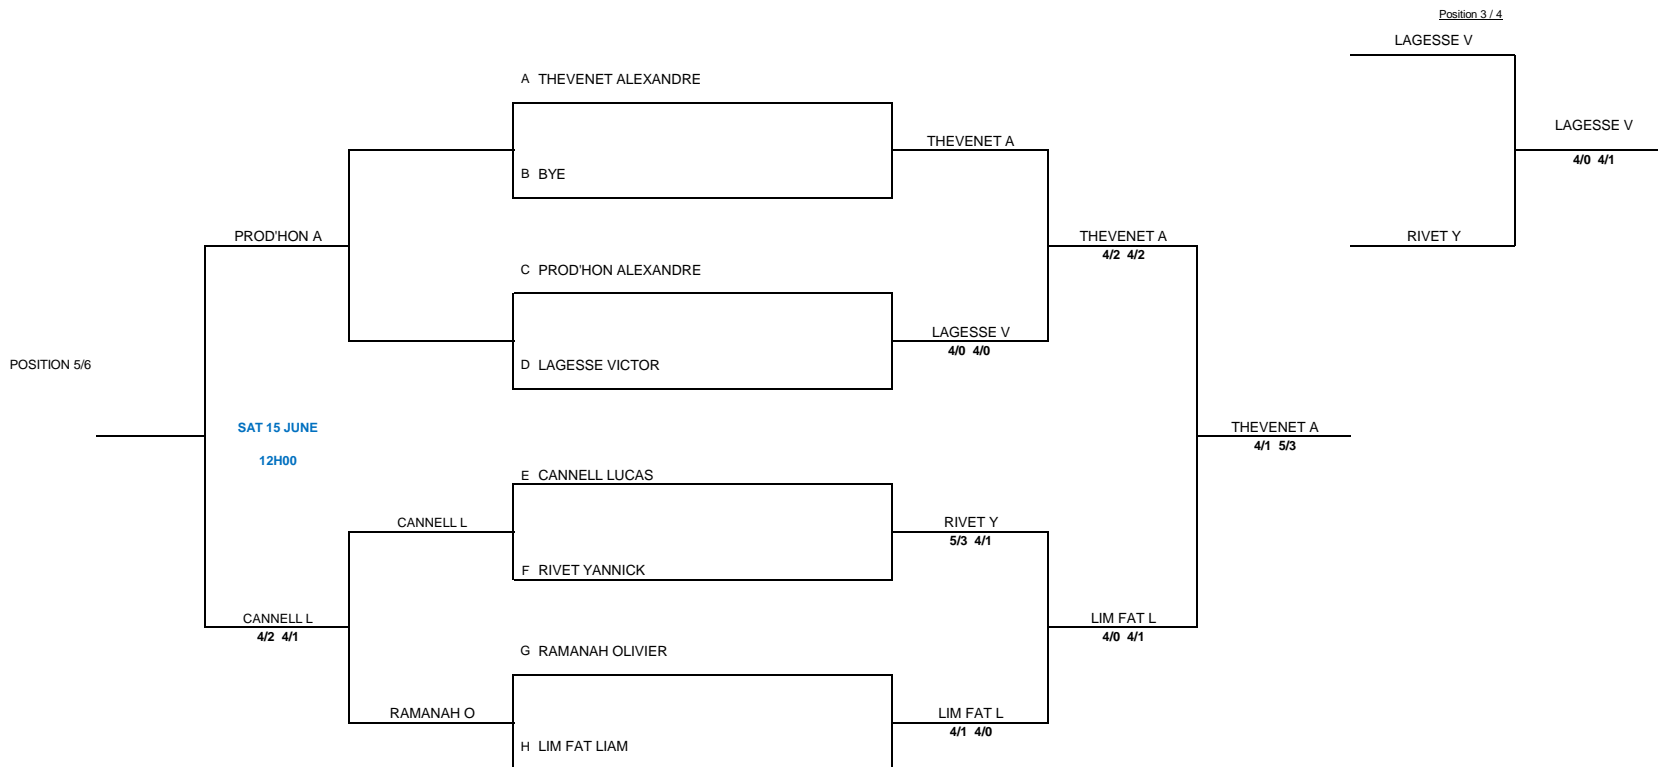 Position 3 / 4
LAGESSE V
A THEVENET ALEXANDRE
LAGESSE V
4/0 4/1
THEVENET A
B BYE
PROD'HON A
THEVENET A
4/2 4/2
RIVET Y
C PROD'HON ALEXANDRE
LAGESSE V
4/0 4/0
POSITION 5/6
D LAGESSE VICTOR
SAT 15 JUNE
12H00
THEVENET A
4/1 5/3
E CANNELL LUCAS
CANNELL L
RIVET Y
5/3 4/1
F RIVET YANNICK
CANNELL L
4/2 4/1
LIM FAT L
4/0 4/1
G RAMANAH OLIVIER
RAMANAH O
LIM FAT L
4/1 4/0
H LIM FAT LIAM